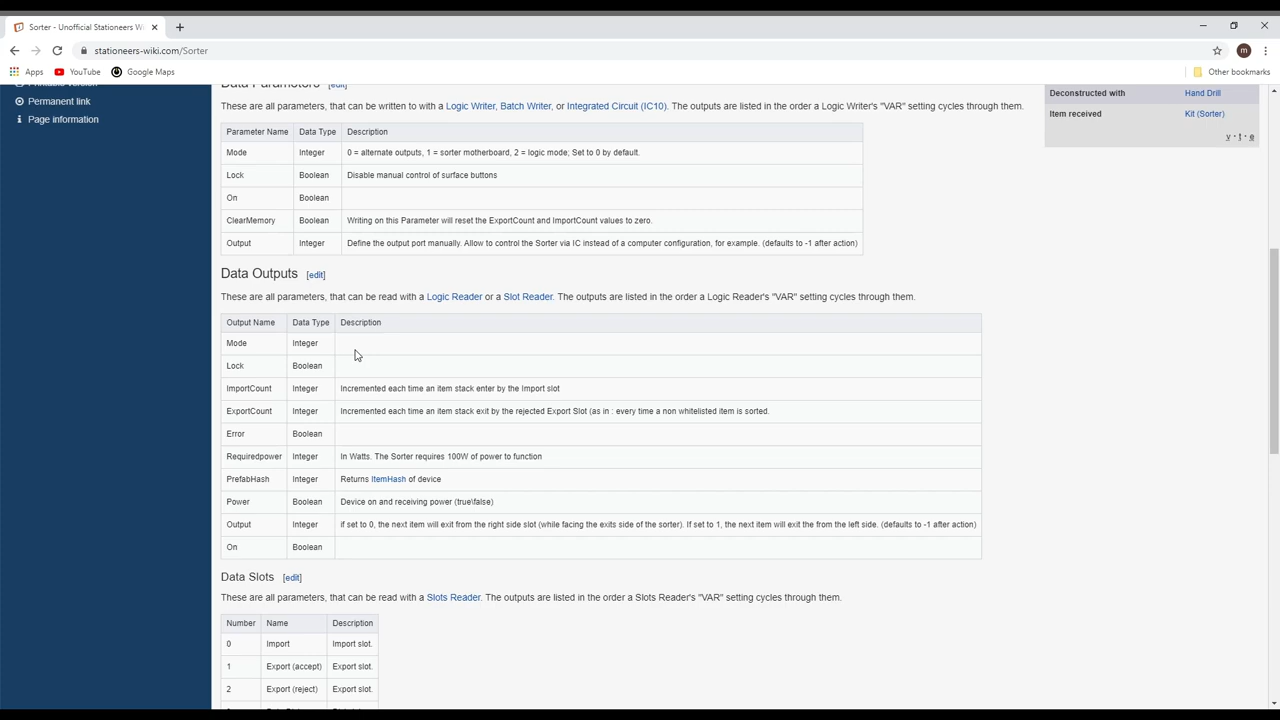 Sorter - Unofficial Stationeers Wi
stationeers-wiki.com/Sorter
m
Apps YouTube Google Maps Other bookmarks
Printable version
Permanent link
Page information
Data Parameters [edit]
These are all parameters, that can be written to with a Logic Writer, Batch Writer, or Integrated Circuit (IC10). The outputs are listed in the order a Logic Writer's "VAR" setting cycles through them.
Parameter Name Data Type Description
Mode Integer 0 = alternate outputs, 1 = sorter motherboard, 2 = logic mode; Set to 0 by default.
Lock Boolean Disable manual control of surface buttons
On Boolean
ClearMemory Boolean Writing on this Parameter will reset the ExportCount and ImportCount values to zero.
Output Integer Define the output port manually. Allow to control the Sorter via IC instead of a computer configuration, for example. (defaults to -1 after action)
Deconstructed with Hand Drill
Item received Kit (Sorter)
v · t · e
Data Outputs [edit]
These are all parameters, that can be read with a Logic Reader or a Slot Reader. The outputs are listed in the order a Logic Reader's "VAR" setting cycles through them.
Output Name Data Type Description
Mode Integer
Lock Boolean
ImportCount Integer Incremented each time an item stack enter by the Import slot
ExportCount Integer Incremented each time an item stack exit by the rejected Export Slot (as in : every time a non whitelisted item is sorted.
Error Boolean
Requiredpower Integer In Watts. The Sorter requires 100W of power to function
PrefabHash Integer Returns ItemHash of device
Power Boolean Device on and receiving power (true\false)
Output Integer if set to 0, the next item will exit from the right side slot (while facing the exits side of the sorter). If set to 1, the next item will exit the from the left side. (defaults to -1 after action)
On Boolean
Data Slots [edit]
These are all parameters, that can be read with a Slots Reader. The outputs are listed in the order a Slots Reader's "VAR" setting cycles through them.
Number Name Description
0 Import Import slot.
1 Export (accept) Export slot.
2 Export (reject) Export slot.